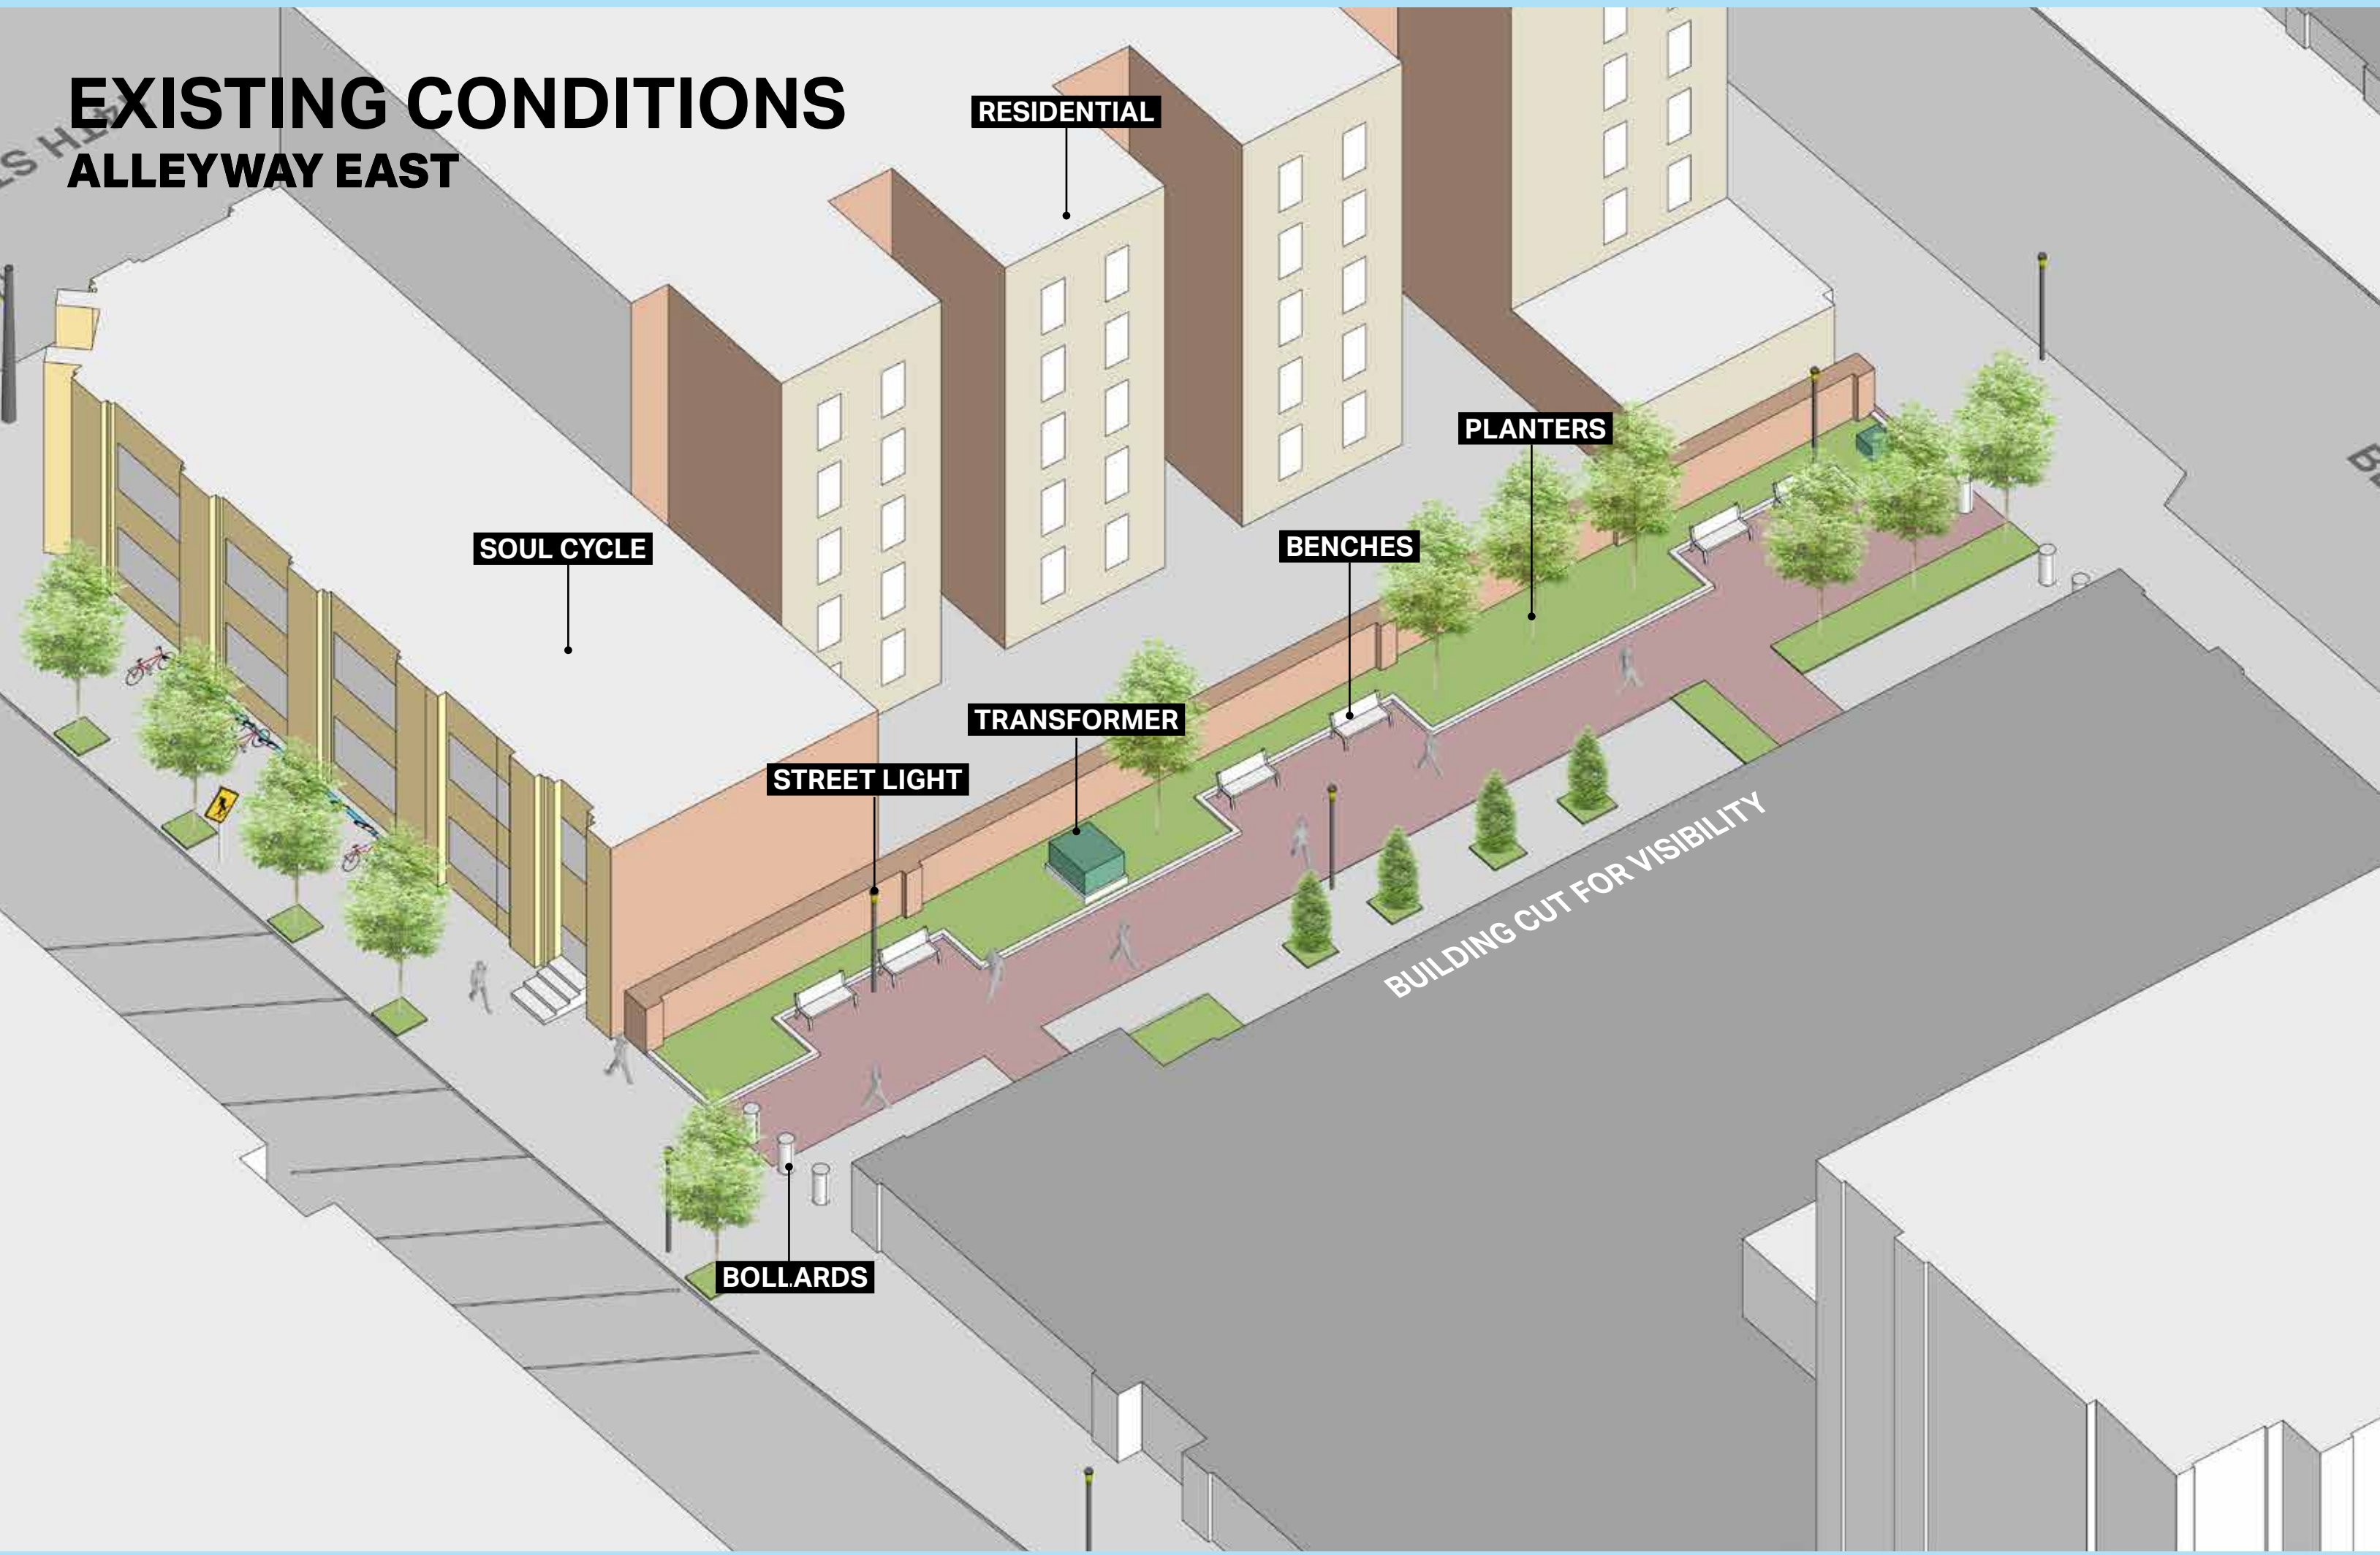 EXISTING CONDITIONS
ALLEYWAY EAST
RESIDENTIAL
PLANTERS
SOUL CYCLE
BENCHES
TRANSFORMER
STREET LIGHT
BUILDING CUT FOR VISIBILITY
BOLLARDS